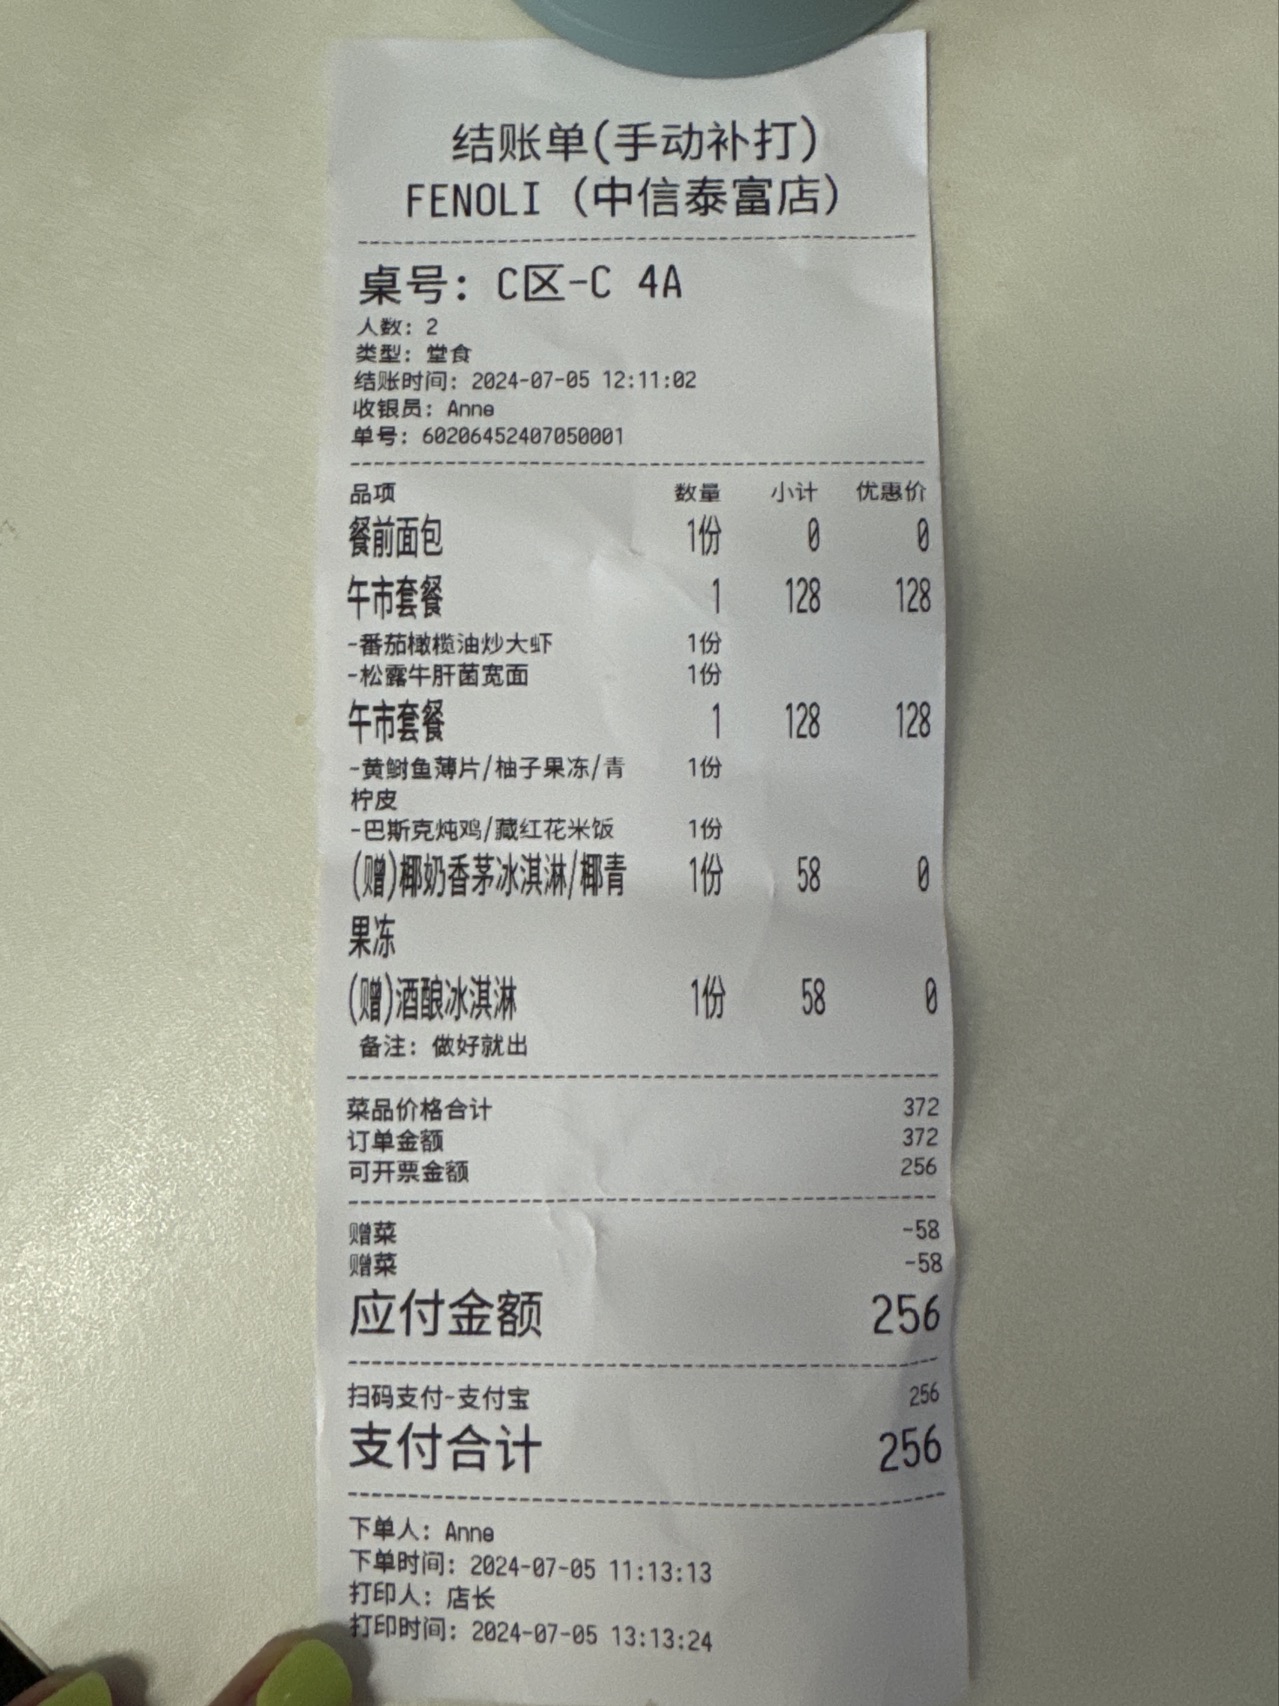 结账单(手动补打)
FENOLI (中信泰富店)
桌号: C区-C 4A
人数: 2
类型: 堂食
结账时间: 2024-07-05 12:11:02
收银员: Anne
单号: 60206452407050001
品项 数量 小计 优惠价
餐前面包 1份 0 0
午市套餐 1 128 128
-番茄橄榄油炒大虾 1份
-松露牛肝菌宽面 1份
午市套餐 1 128 128
-黄鲥鱼薄片/柚子果冻/青 1份
柠皮
-巴斯克炖鸡/藏红花米饭 1份
(赠)椰奶香茅冰淇淋/椰青 1份 58 0
果冻
(赠)酒酿冰淇淋 1份 58 0
备注: 做好就出
菜品价格合计 372
订单金额 372
可开票金额 256
赠菜 -58
赠菜 -58
应付金额 256
扫码支付-支付宝 256
支付合计 256
下单人: Anne
下单时间: 2024-07-05 11:13:13
打印人: 店长
打印时间: 2024-07-05 13:13:24